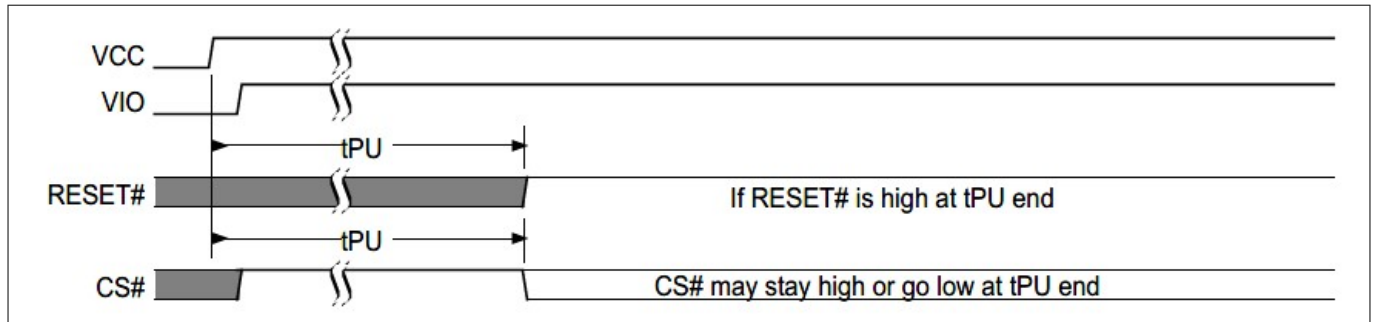 VCC
VIO
tPU
RESET# If RESET# is high at tPU end
tPU
CS# CS# may stay high or go low at tPU end